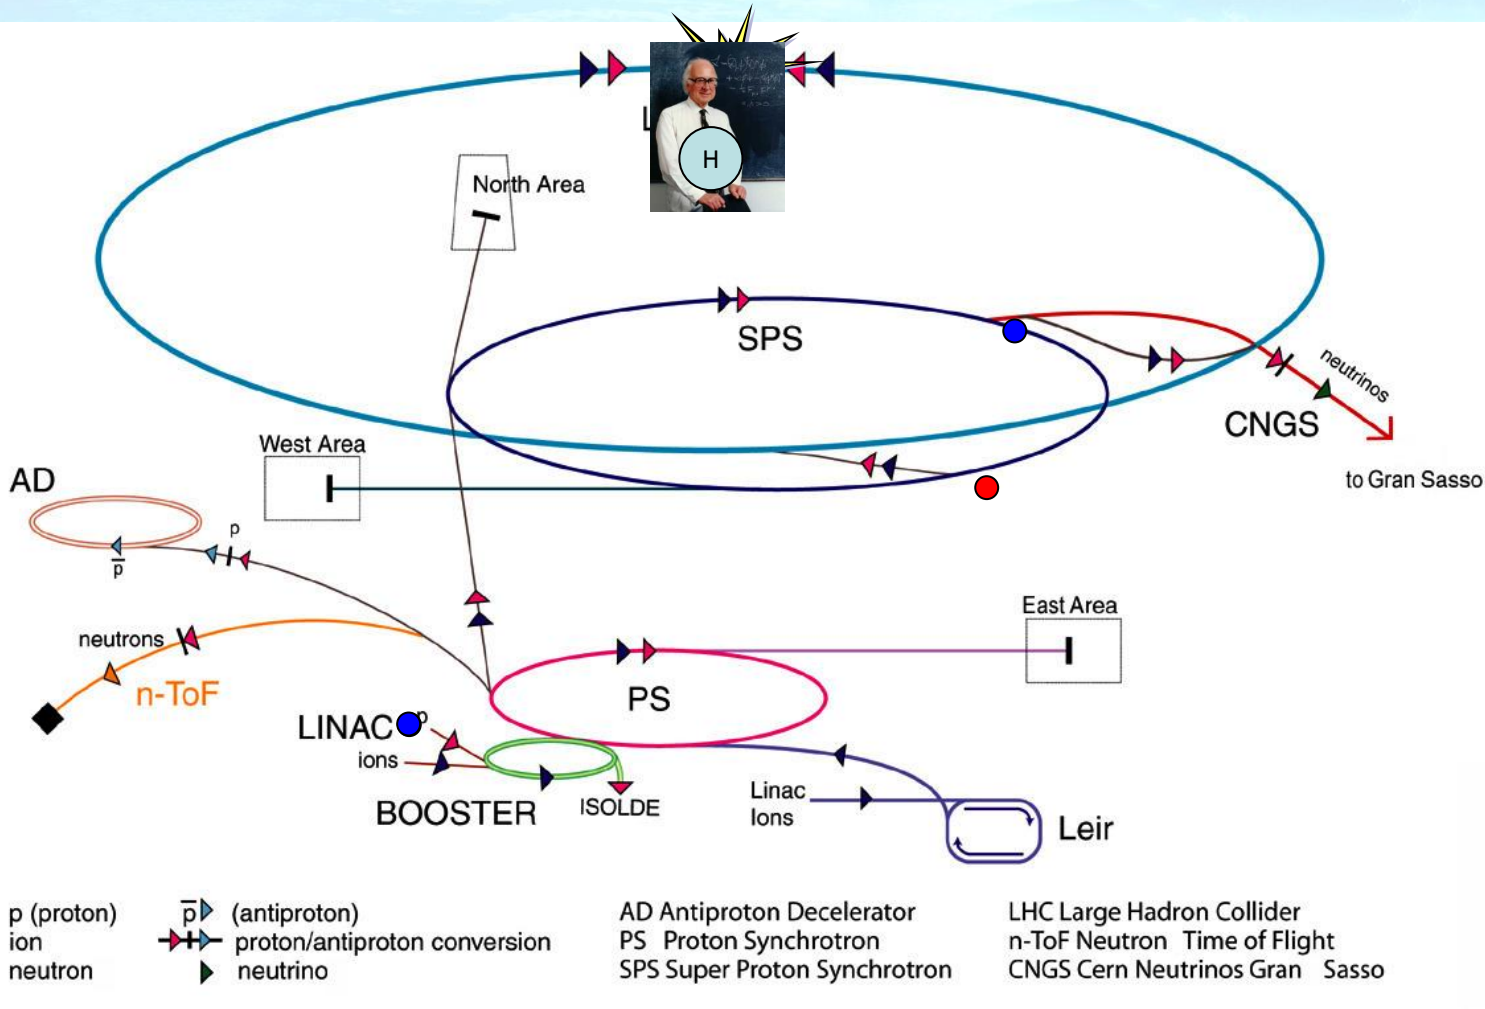 L
H
North Area
SPS
neutrinos
CNGS
to Gran Sasso
West Area
AD
p
p̅
East Area
neutrons
n-ToF
PS
LINAC
p
ions
BOOSTER
ISOLDE
Linac
Ions
Leir
p (proton)
ion
neutron
p̅ (antiproton)
proton/antiproton conversion
neutrino
AD Antiproton Decelerator
PS Proton Synchrotron
SPS Super Proton Synchrotron
LHC Large Hadron Collider
n-ToF Neutron Time of Flight
CNGS Cern Neutrinos Gran Sasso